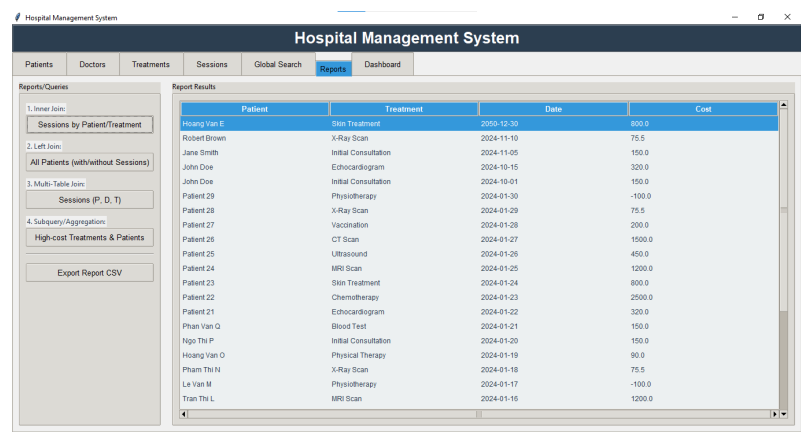 Hospital Management System
Hospital Management System
Patients Doctors Treatments Sessions Global Search Reports Dashboard
Reports/Queries
1. Inner Join:
Sessions by Patient/Treatment
2. Left Join:
All Patients (with/without Sessions)
3. Multi-Table Join:
Sessions (P, D, T)
4. Subquery/Aggregation:
High-cost Treatments & Patients
Export Report CSV
Report Results
Patient Treatment Date Cost
Hoang Van E Skin Treatment 2050-12-30 800.0
Robert Brown X-Ray Scan 2024-11-10 75.5
Jane Smith Initial Consultation 2024-11-05 150.0
John Doe Echocardiogram 2024-10-15 320.0
John Doe Initial Consultation 2024-10-01 150.0
Patient 29 Physiotherapy 2024-01-30 -100.0
Patient 28 X-Ray Scan 2024-01-29 75.5
Patient 27 Vaccination 2024-01-28 200.0
Patient 26 CT Scan 2024-01-27 1500.0
Patient 25 Ultrasound 2024-01-26 450.0
Patient 24 MRI Scan 2024-01-25 1200.0
Patient 23 Skin Treatment 2024-01-24 800.0
Patient 22 Chemotherapy 2024-01-23 2500.0
Patient 21 Echocardiogram 2024-01-22 320.0
Phan Van Q Blood Test 2024-01-21 150.0
Ngo Thi P Initial Consultation 2024-01-20 150.0
Hoang Van O Physical Therapy 2024-01-19 90.0
Pham Thi N X-Ray Scan 2024-01-18 75.5
Le Van M Physiotherapy 2024-01-17 -100.0
Tran Thi L MRI Scan 2024-01-16 1200.0